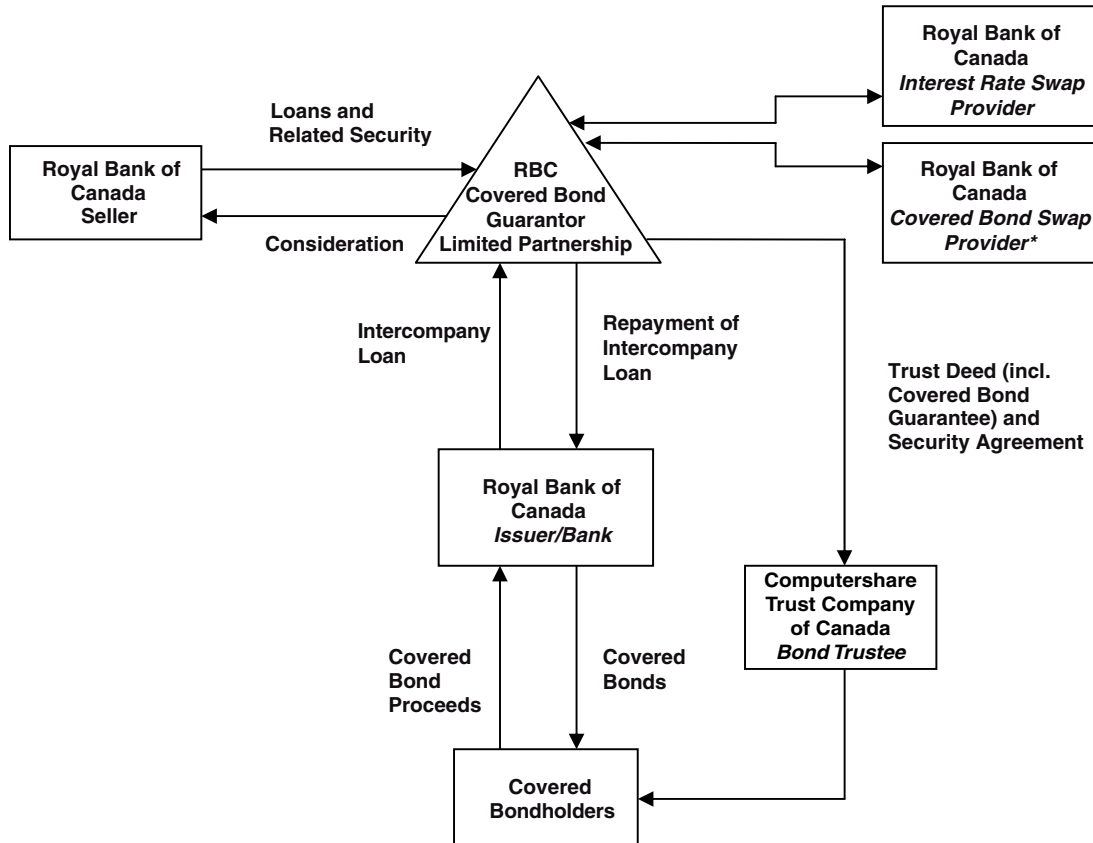 Royal Bank of
Canada
Interest Rate Swap
Provider
Loans and
Related Security
Royal Bank of
Canada
Seller
RBC
Covered Bond
Guarantor
Limited Partnership
Royal Bank of
Canada
Covered Bond Swap
Provider*
Consideration
Intercompany
Loan
Repayment of
Intercompany
Loan
Trust Deed (incl.
Covered Bond
Guarantee) and
Security Agreement
Royal Bank of
Canada
Issuer/Bank
Computershare
Trust Company
of Canada
Bond Trustee
Covered
Bond
Proceeds
Covered
Bonds
Covered
Bondholders